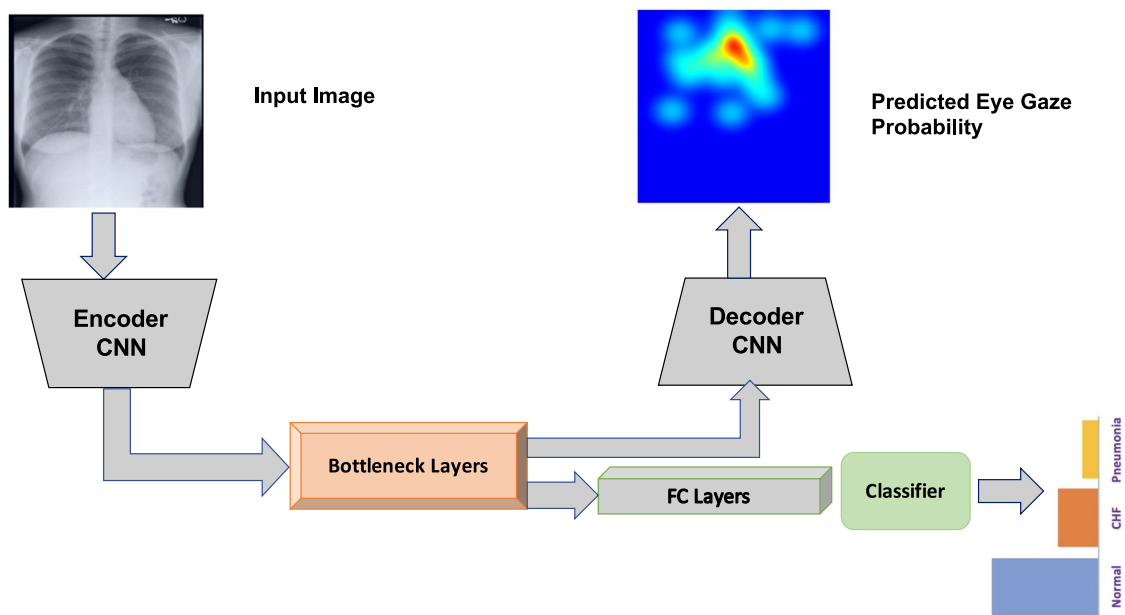 Input Image
Predicted Eye Gaze
Probability
Encoder
CNN
Decoder
CNN
Bottleneck Layers
FC Layers
Classifier
Pneumonia
CHF
Normal